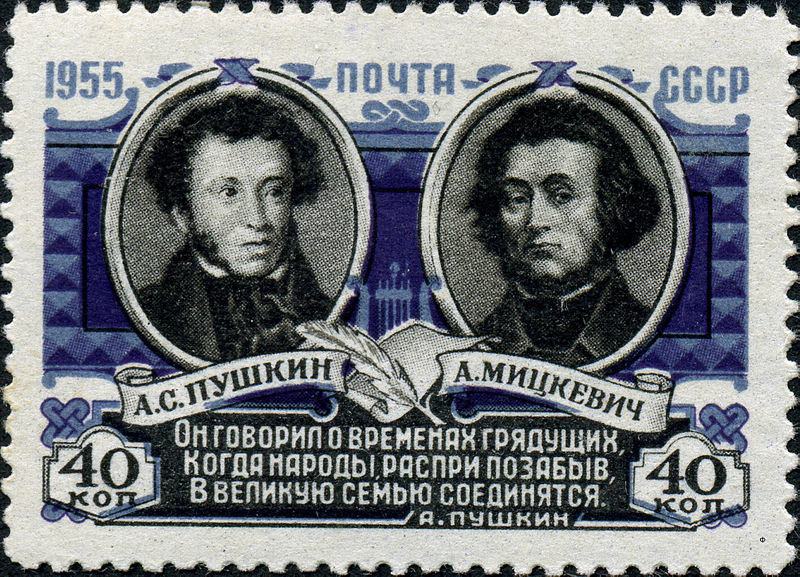 1955 ПОЧТА СССР
А.С.ПУШКИН
А.МИЦКЕВИЧ
ОН ГОВОРИЛ О ВРЕМЕНАХ ГРЯДУЩИХ,
КОГДА НАРОДЫ РАСПРИ ПОЗАБЫВ,
В ВЕЛИКУЮ СЕМЬЮ СОЕДИНЯТСЯ.
А.ПУШКИН
40
КОП
40
КОП
Ф